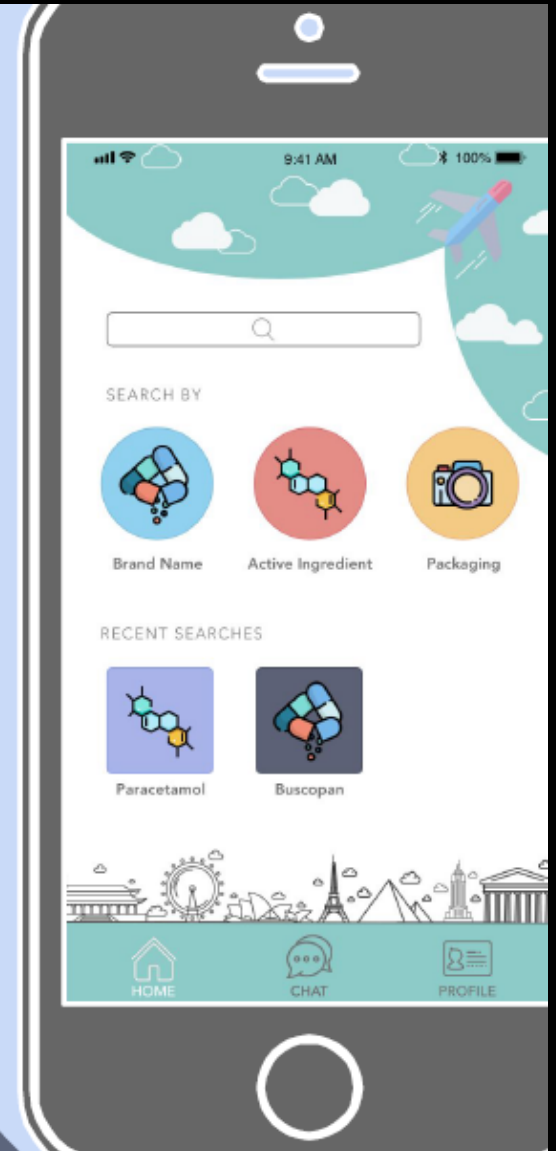 9:41 AM 100%
SEARCH BY
Brand Name Active Ingredient Packaging
RECENT SEARCHES
Paracetamol Buscopan
HOME CHAT PROFILE